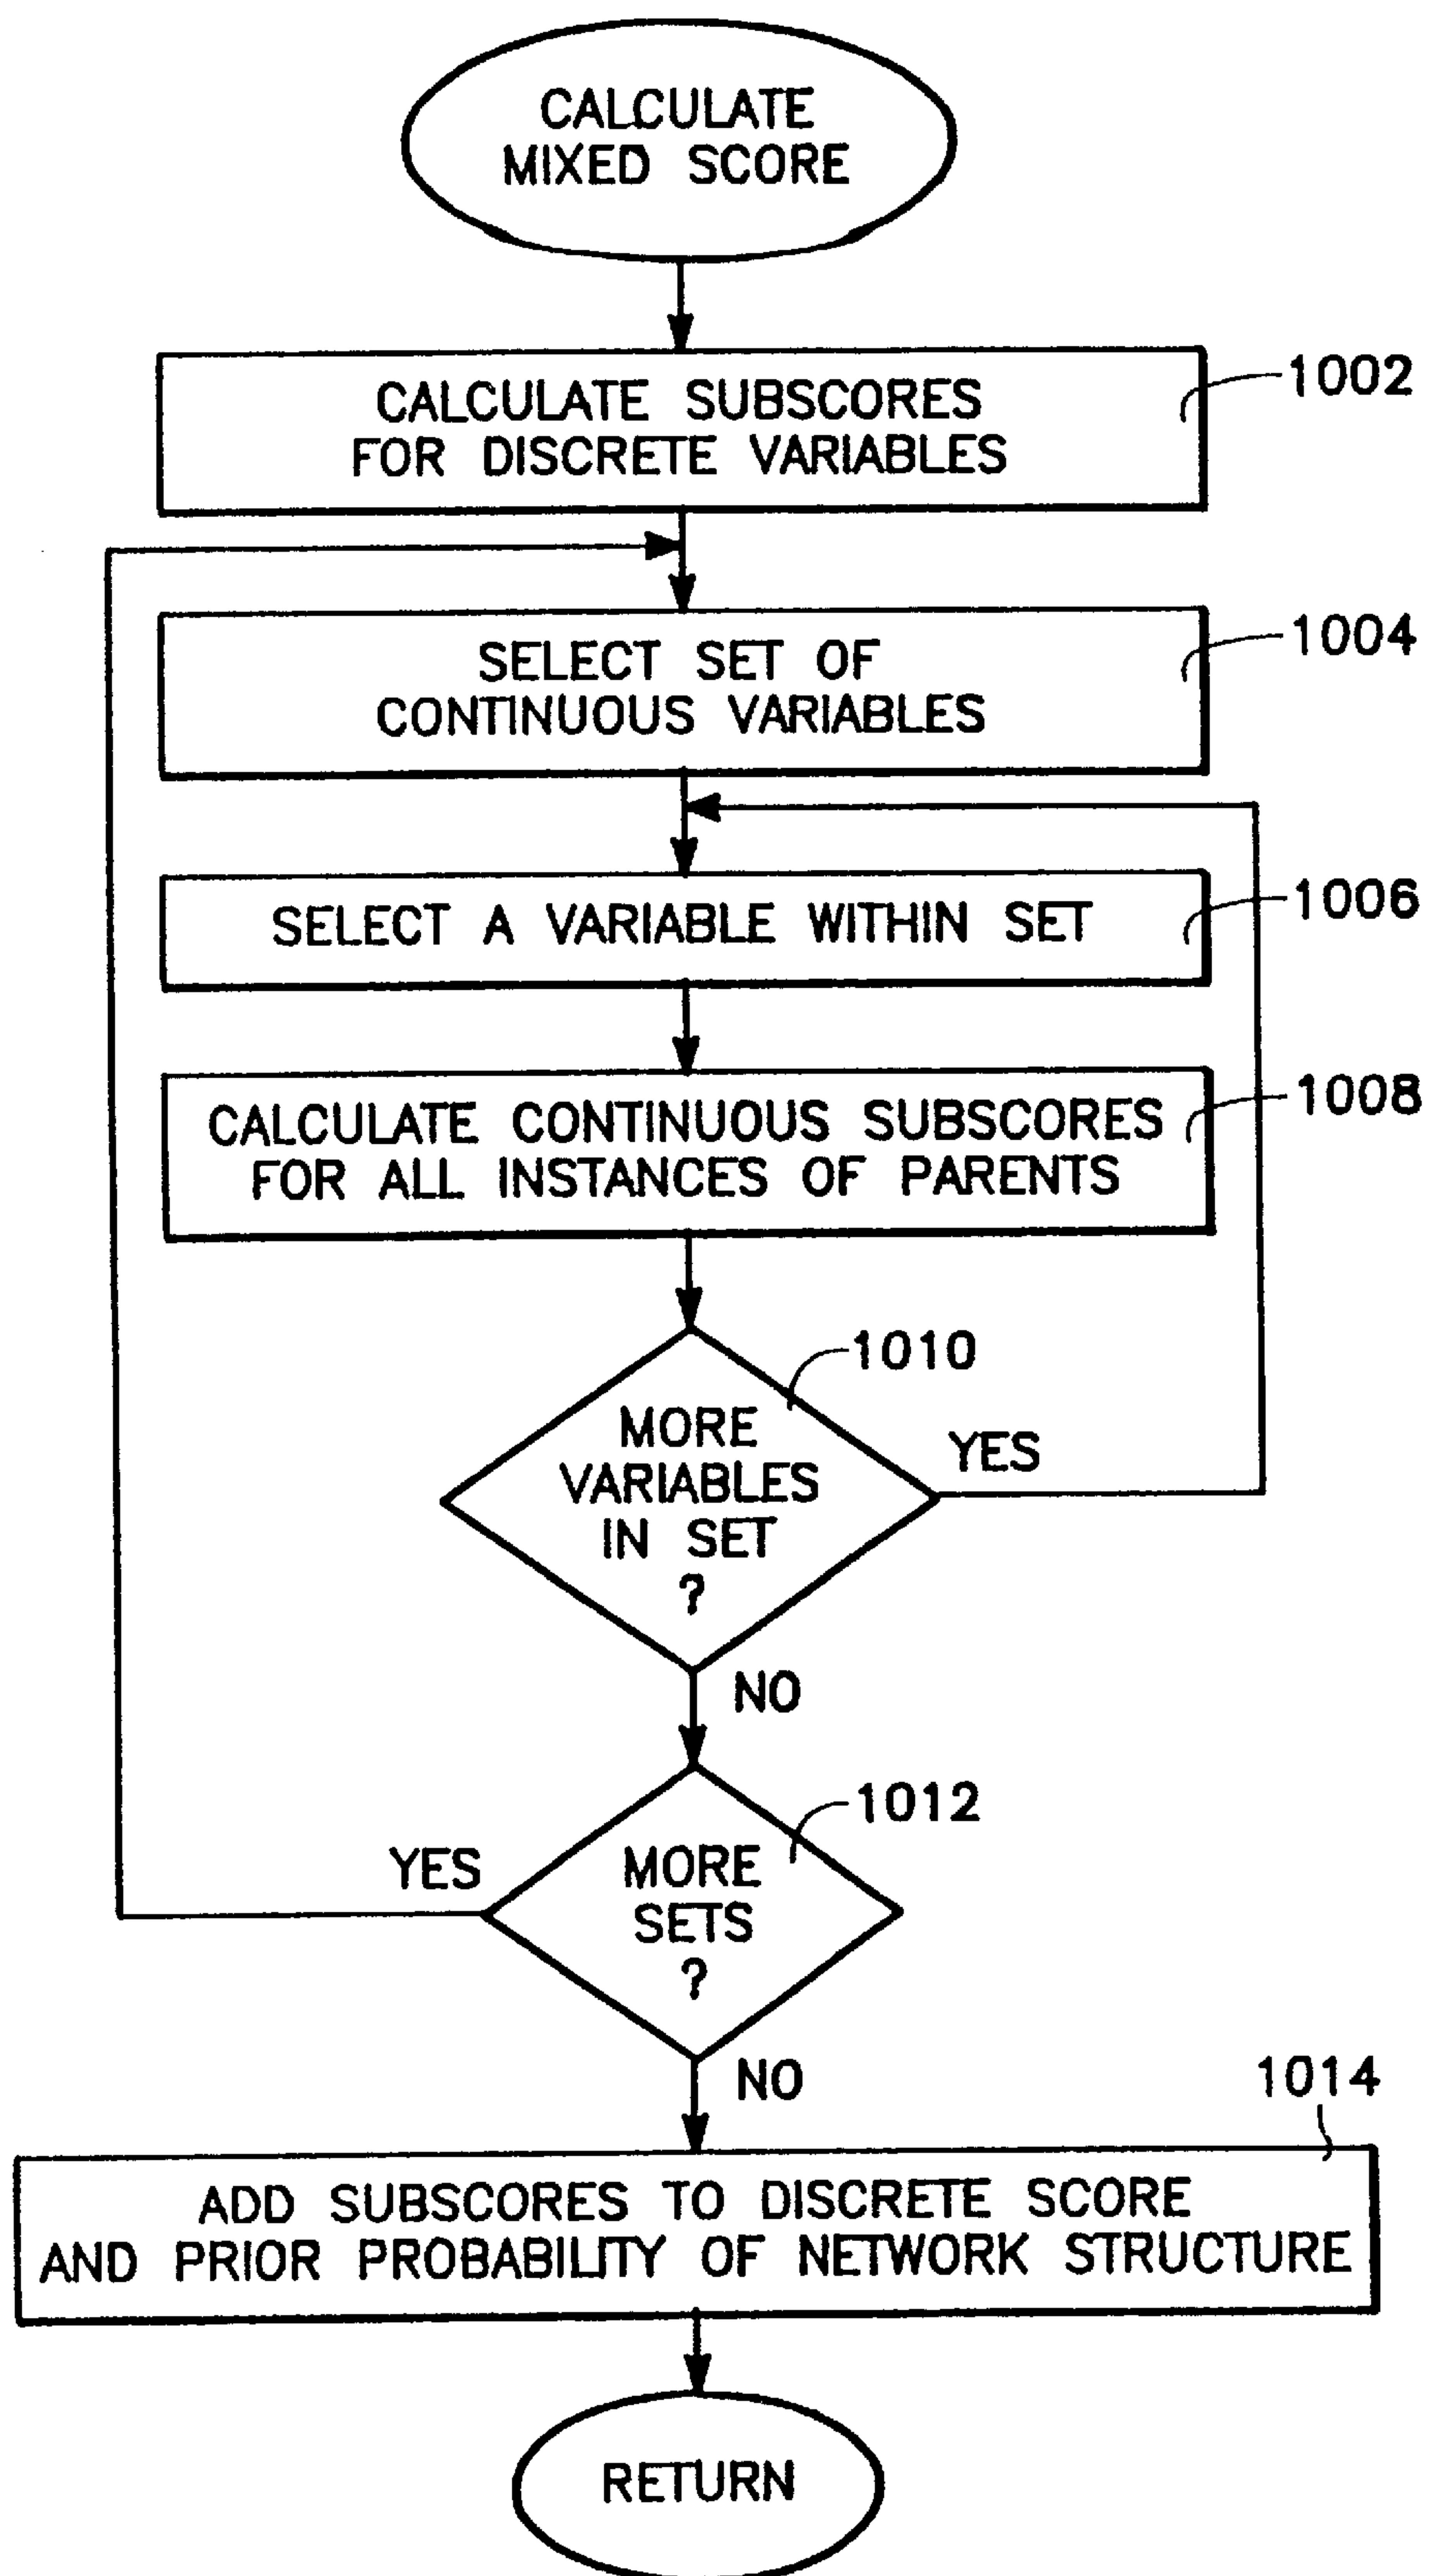 CALCULATE
MIXED SCORE
CALCULATE SUBSCORES
FOR DISCRETE VARIABLES
1002
SELECT SET OF
CONTINUOUS VARIABLES
1004
SELECT A VARIABLE WITHIN SET
1006
CALCULATE CONTINUOUS SUBSCORES
FOR ALL INSTANCES OF PARENTS
1008
1010
MORE
VARIABLES
IN SET
?
YES
NO
1012
YES
MORE
SETS
?
NO
1014
ADD SUBSCORES TO DISCRETE SCORE
AND PRIOR PROBABILITY OF NETWORK STRUCTURE
RETURN